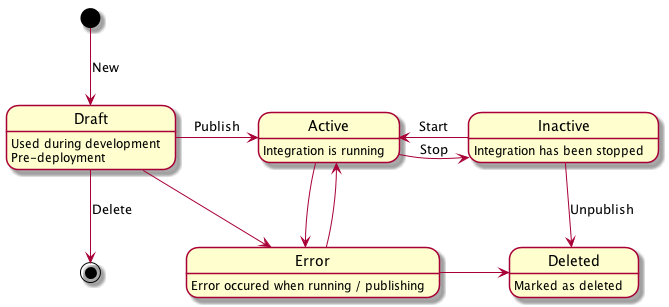 New
Draft
Used during development
Pre-deployment
Publish
Active
Integration is running
Start
Stop
Inactive
Integration has been stopped
Delete
Unpublish
Error
Error occured when running / publishing
Deleted
Marked as deleted